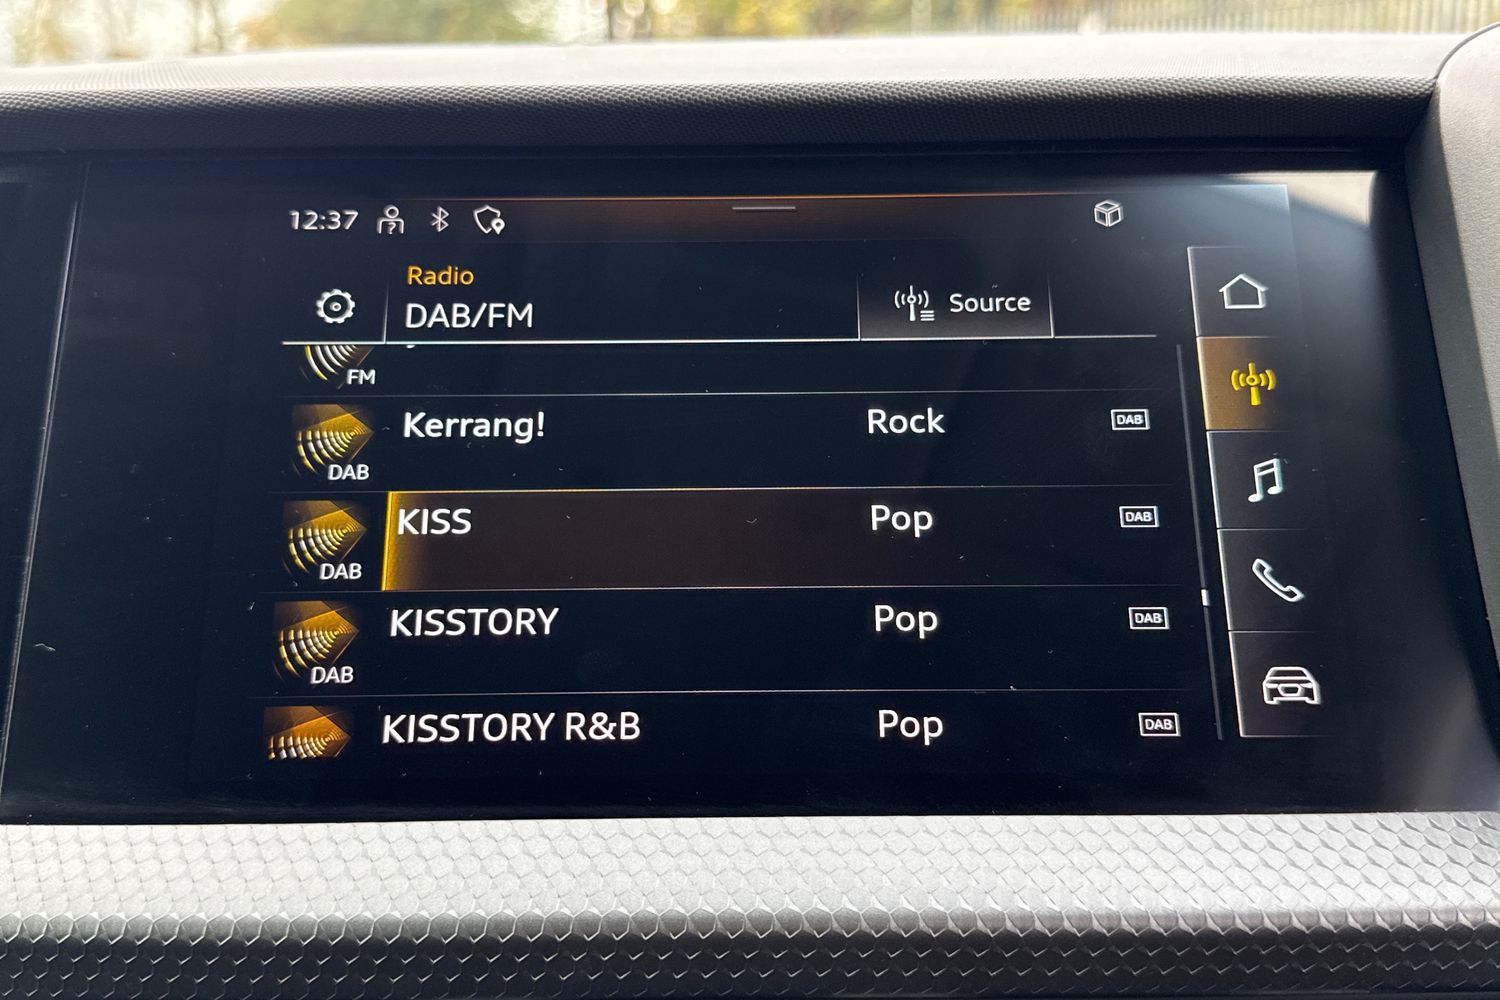 12:37
Radio
DAB/FM
Source
FM
Kerrang! Rock DAB
DAB
KISS Pop DAB
DAB
KISSTORY Pop DAB
DAB
KISSTORY R&B Pop DAB